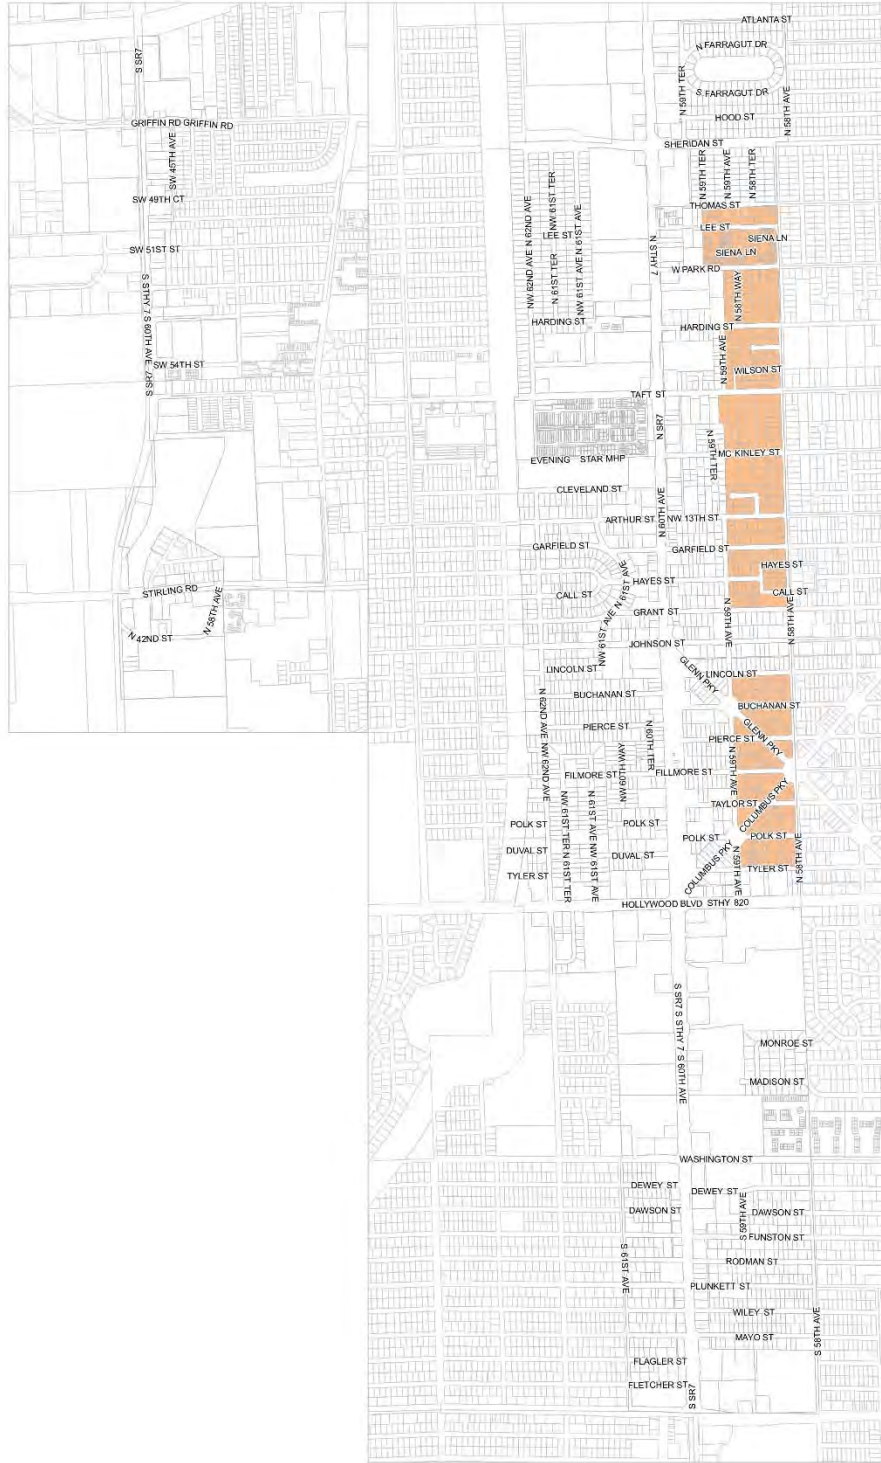 ATLANTA ST
N FARRAGUT DR
S FARRAGUT DR
N 59TH TER
N 58TH AVE
HOOD ST
SHERIDAN ST
S SR7
GRIFFIN RD GRIFFIN RD
SW 45TH AVE
SW 49TH CT
SW 51ST ST
S STHY 7 S 60TH AVE
SW 54TH ST
S SR7
STIRLING RD
N 58TH AVE
N 42ND ST
NW 62ND AVE N 62ND AVE
NW 61ST TER
N 61ST TER
LEE ST
NW 61ST AVE N 61ST AVE
HARDING ST
N STHY 7
N 59TH TER
N 59TH AVE
N 58TH TER
THOMAS ST
LEE ST
SIENA LN
SIENA LN
W PARK RD
N 58TH WAY
HARDING ST
N 59TH AVE
WILSON ST
TAFT ST
N SR7
EVENING STAR MHP
N 59TH TER
MC KINLEY ST
CLEVELAND ST
N 60TH AVE
ARTHUR ST
NW 13TH ST
GARFIELD ST
GARFIELD ST
HAYES ST
HAYES ST
CALL ST
CALL ST
NW 61ST AVE N 61ST AVE
GRANT ST
N 59TH AVE
N 58TH AVE
JOHNSON ST
LINCOLN ST
GLENN PKY
LINCOLN ST
BUCHANAN ST
BUCHANAN ST
N 62ND AVE NW 62ND AVE
PIERCE ST
N 60TH TER
PIERCE ST
GLENN PKY
NW 60TH WAY
FILMORE ST
FILLMORE ST
N 59TH AVE
COLUMBUS PKY
TAYLOR ST
NW 61ST TER N 61ST TER
N 61ST AVE NW 61ST AVE
POLK ST
POLK ST
POLK ST
POLK ST
DUVAL ST
DUVAL ST
COLUMBUS PKY
N 59TH AVE
N 58TH AVE
TYLER ST
TYLER ST
HOLLYWOOD BLVD STHY 820
S SR7 S STHY 7 S 60TH AVE
MONROE ST
MADISON ST
WASHINGTON ST
DEWEY ST
DEWEY ST
DAWSON ST
S 59TH AVE
DAWSON ST
FUNSTON ST
S 61ST AVE
RODMAN ST
PLUNKETT ST
WILEY ST
MAYO ST
S 58TH AVE
FLAGLER ST
FLETCHER ST
S SR7